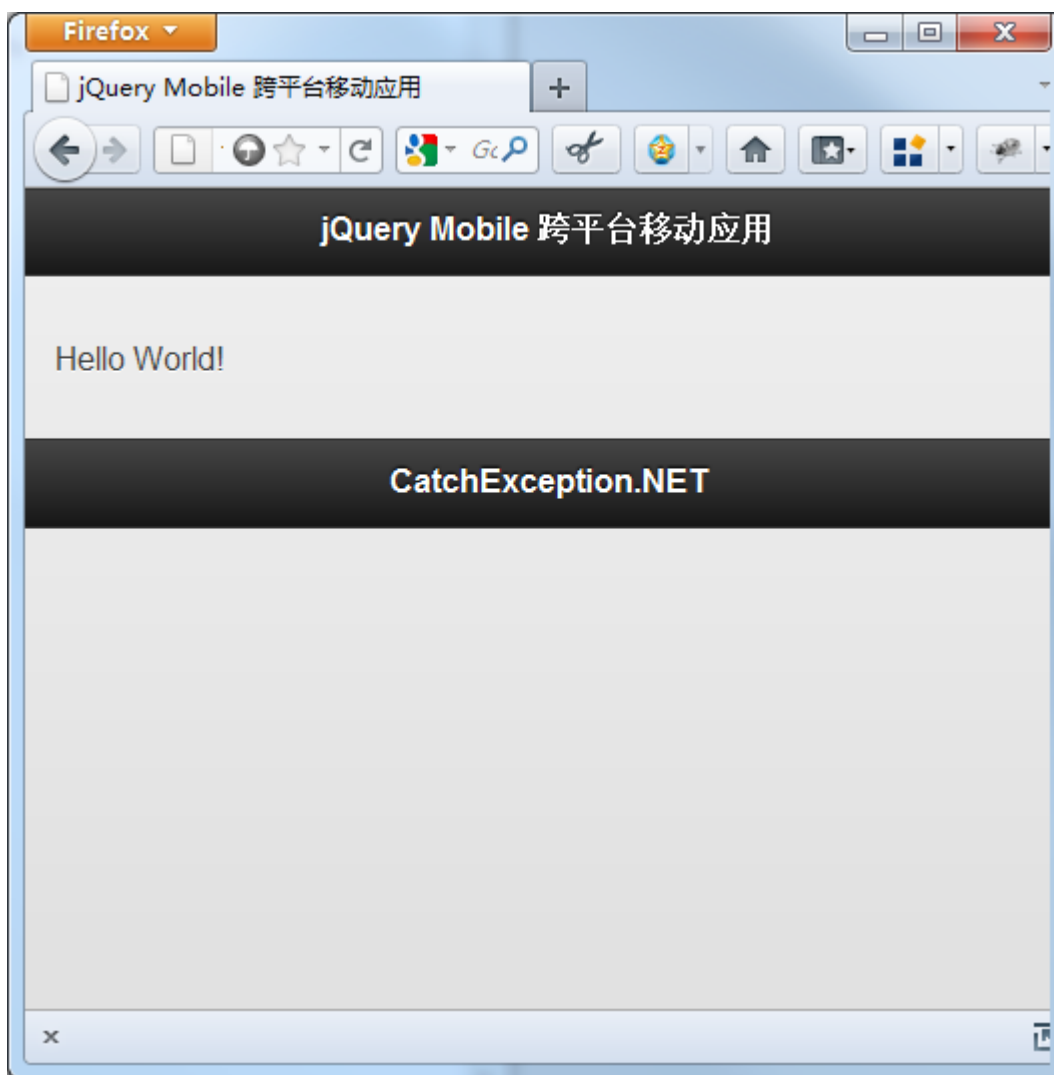 Firefox
jQuery Mobile 跨平台移动应用
jQuery Mobile 跨平台移动应用
Hello World!
CatchException.NET